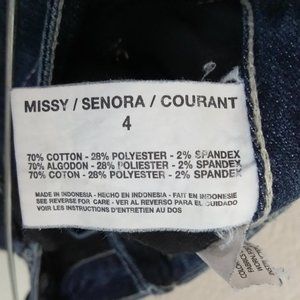 MISSY / SENORA / COURANT
4
70% COTTON - 28% POLYESTER - 2% SPANDEX
70% ALGODON - 28% POLIESTER - 2% SPANDEX
70% COTON - 28% POLYESTER - 2% SPANDEX
MADE IN INDONESIA - HECHO EN INDONESIA - FAIT EN INDONESIE
SEE REVERSE FOR CARE - VER AL REVERSO PARA EL CUIDADO
VOIR LES INSTRUCTIONS D'ENTRETIEN AU DOS